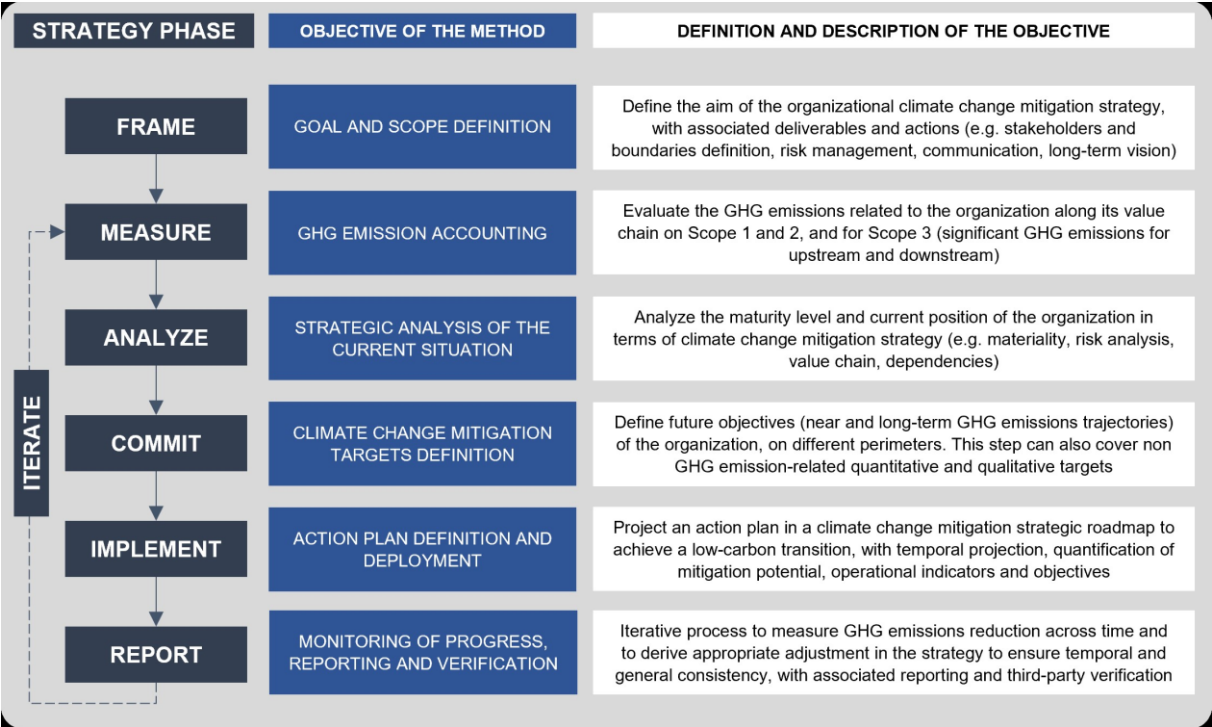 STRATEGY PHASE
OBJECTIVE OF THE METHOD
DEFINITION AND DESCRIPTION OF THE OBJECTIVE
FRAME
GOAL AND SCOPE DEFINITION
Define the aim of the organizational climate change mitigation strategy,
with associated deliverables and actions (e.g. stakeholders and
boundaries definition, risk management, communication, long-term vision)
MEASURE
GHG EMISSION ACCOUNTING
Evaluate the GHG emissions related to the organization along its value
chain on Scope 1 and 2, and for Scope 3 (significant GHG emissions for
upstream and downstream)
ANALYZE
STRATEGIC ANALYSIS OF THE
CURRENT SITUATION
Analyze the maturity level and current position of the organization in
terms of climate change mitigation strategy (e.g. materiality, risk analysis,
value chain, dependencies)
ITERATE
COMMIT
CLIMATE CHANGE MITIGATION
TARGETS DEFINITION
Define future objectives (near and long-term GHG emissions trajectories)
of the organization, on different perimeters. This step can also cover non
GHG emission-related quantitative and qualitative targets
IMPLEMENT
ACTION PLAN DEFINITION AND
DEPLOYMENT
Project an action plan in a climate change mitigation strategic roadmap to
achieve a low-carbon transition, with temporal projection, quantification of
mitigation potential, operational indicators and objectives
REPORT
MONITORING OF PROGRESS,
REPORTING AND VERIFICATION
Iterative process to measure GHG emissions reduction across time and
to derive appropriate adjustment in the strategy to ensure temporal and
general consistency, with associated reporting and third-party verification